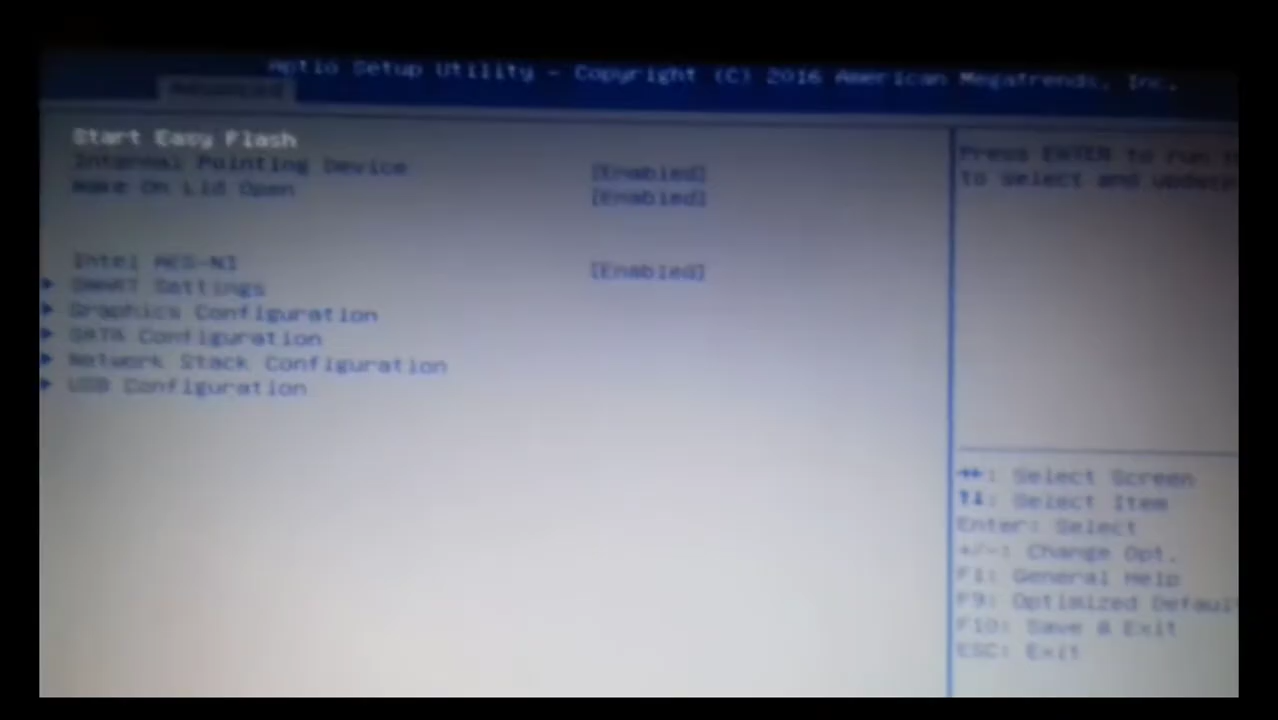 Aptio Setup Utility - Copyright (C) 2016 American Megatrends, Inc.
Advanced
Start Easy Flash
Internal Pointing Device [Enabled]
Wake On Lid Open [Enabled]
Intel AES-NI [Enabled]
SMART Settings
Graphics Configuration
SATA Configuration
Network Stack Configuration
USB Configuration
Press ENTER to run
to select and update
→←: Select Screen
↑↓: Select Item
Enter: Select
+/-: Change Opt.
F1: General Help
F9: Optimized Defaul
F10: Save & Exit
ESC: Exit